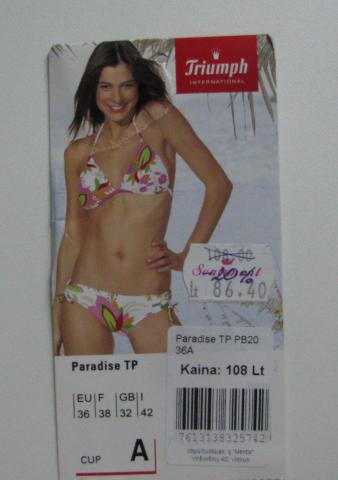 Triumph
INTERNATIONAL
108.00
20%
Lt 86.40
Paradise TP
EU F GB I
36 38 32 42
CUP A
Paradise TP PB20
36A
Kaina: 108 Lt
7613138325742